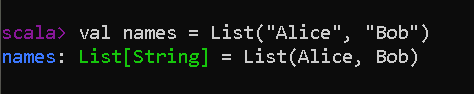 scala> val names = List("Alice", "Bob")
names: List[String] = List(Alice, Bob)